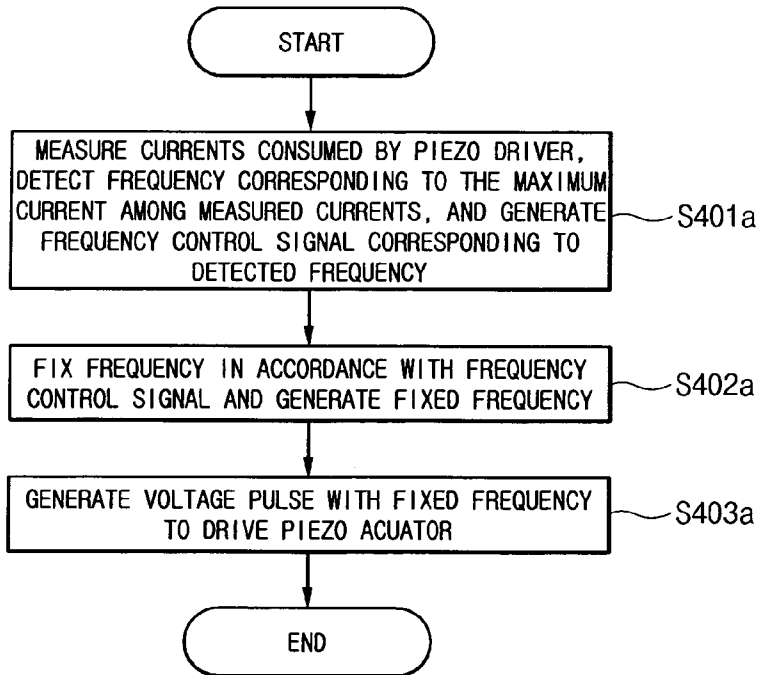 START
MEASURE CURRENTS CONSUMED BY PIEZO DRIVER,
DETECT FREQUENCY CORRESPONDING TO THE MAXIMUM
CURRENT AMONG MEASURED CURRENTS, AND GENERATE
FREQUENCY CONTROL SIGNAL CORRESPONDING TO
DETECTED FREQUENCY
S401a
FIX FREQUENCY IN ACCORDANCE WITH FREQUENCY
CONTROL SIGNAL AND GENERATE FIXED FREQUENCY
S402a
GENERATE VOLTAGE PULSE WITH FIXED FREQUENCY
TO DRIVE PIEZO ACUATOR
S403a
END